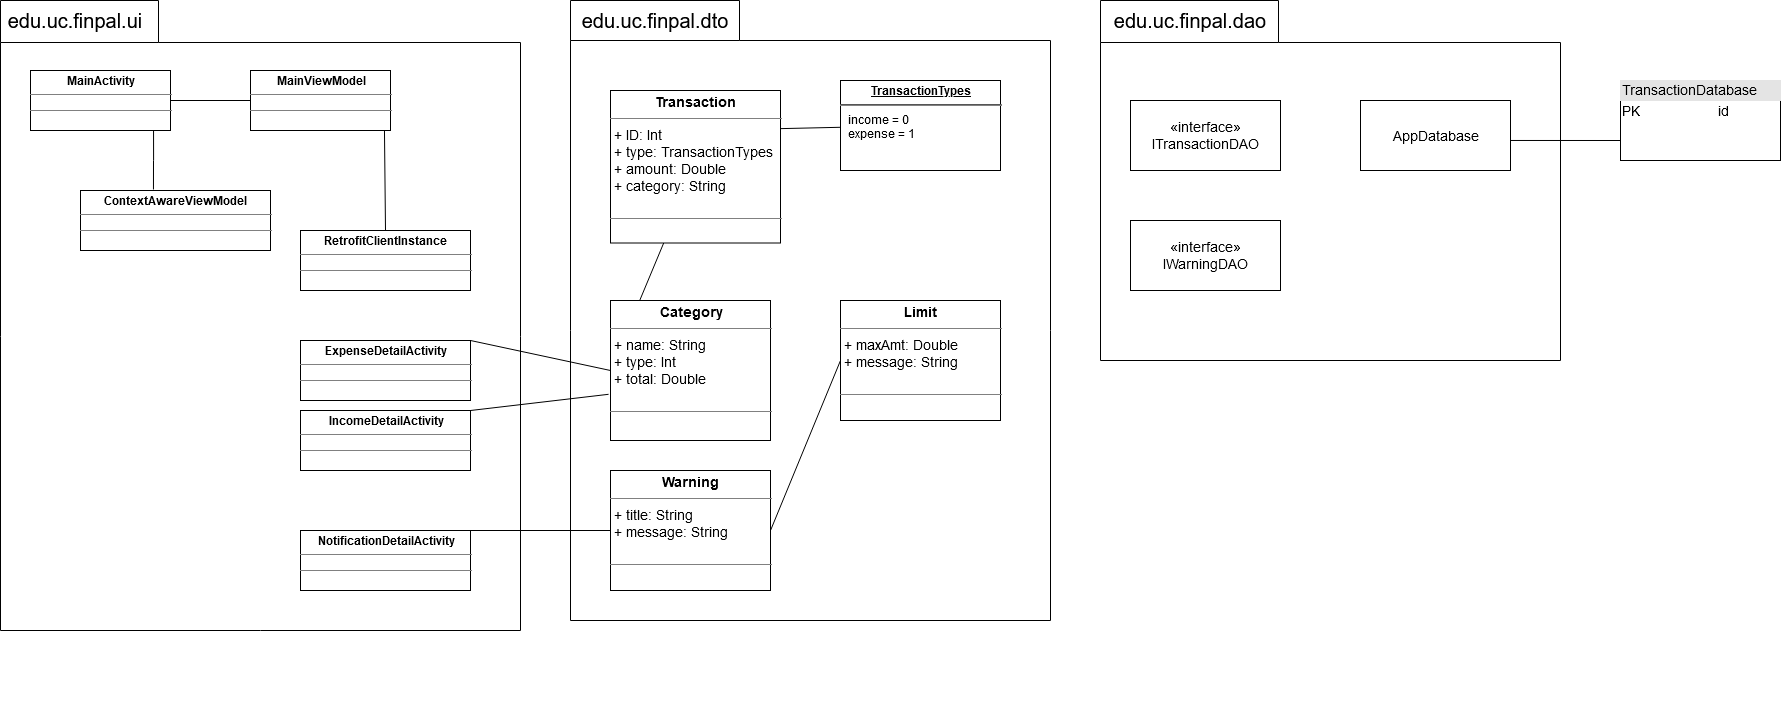 edu.uc.finpal.ui
MainActivity
MainViewModel
ContextAwareViewModel
RetrofitClientInstance
ExpenseDetailActivity
IncomeDetailActivity
NotificationDetailActivity
edu.uc.finpal.dto
Transaction
+ ID: Int
+ type: TransactionTypes
+ amount: Double
+ category: String
TransactionTypes
income = 0
expense = 1
Category
+ name: String
+ type: Int
+ total: Double
Limit
+ maxAmt: Double
+ message: String
Warning
+ title: String
+ message: String
edu.uc.finpal.dao
«interface»
ITransactionDAO
AppDatabase
«interface»
IWarningDAO
TransactionDatabase
PK id